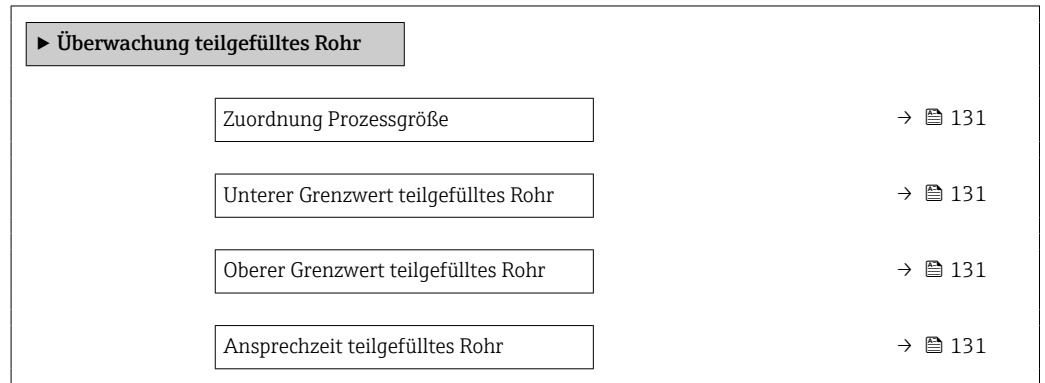 ► Überwachung teilgefülltes Rohr
Zuordnung Prozessgröße → 131
Unterer Grenzwert teilgefülltes Rohr → 131
Oberer Grenzwert teilgefülltes Rohr → 131
Ansprechzeit teilgefülltes Rohr → 131